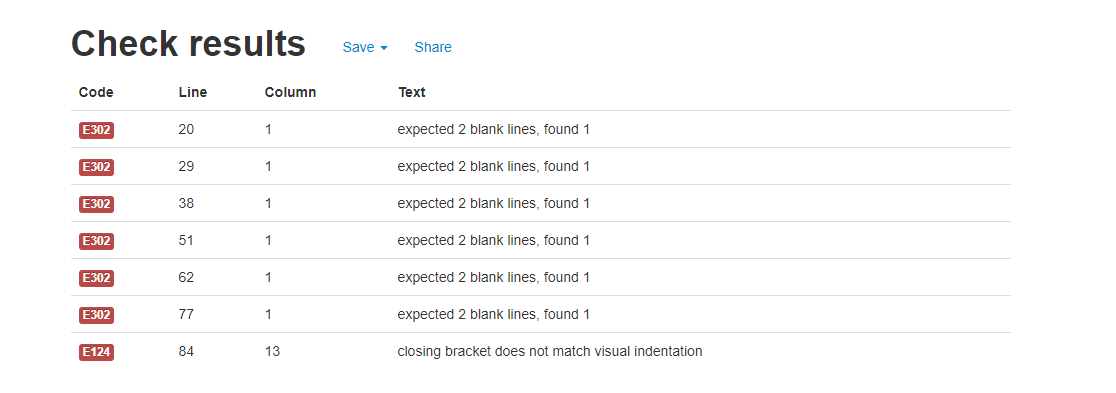 Check results Save Share
Code Line Column Text
E302 20 1 expected 2 blank lines, found 1
E302 29 1 expected 2 blank lines, found 1
E302 38 1 expected 2 blank lines, found 1
E302 51 1 expected 2 blank lines, found 1
E302 62 1 expected 2 blank lines, found 1
E302 77 1 expected 2 blank lines, found 1
E124 84 13 closing bracket does not match visual indentation